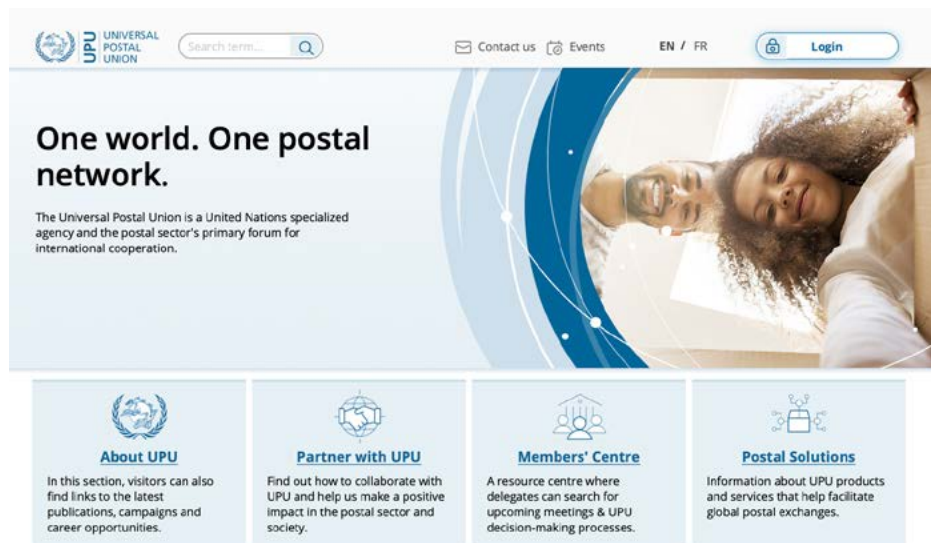 UPU
UNIVERSAL
POSTAL
UNION
Search term...
Contact us
Events
EN / FR
Login
One world. One postal
network.
The Universal Postal Union is a United Nations specialized
agency and the postal sector's primary forum for
international cooperation.
About UPU
In this section, visitors can also
find links to the latest
publications, campaigns and
career opportunities.
Partner with UPU
Find out how to collaborate with
UPU and help us make a positive
impact in the postal sector and
society.
Members' Centre
A resource centre where
delegates can search for
upcoming meetings & UPU
decision-making processes.
Postal Solutions
Information about UPU products
and services that help facilitate
global postal exchanges.